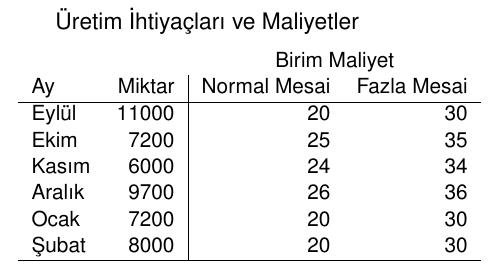 Üretim İhtiyaçları ve Maliyetler
Birim Maliyet
Ay Miktar Normal Mesai Fazla Mesai
Eylül 11000 20 30
Ekim 7200 25 35
Kasım 6000 24 34
Aralık 9700 26 36
Ocak 7200 20 30
Şubat 8000 20 30